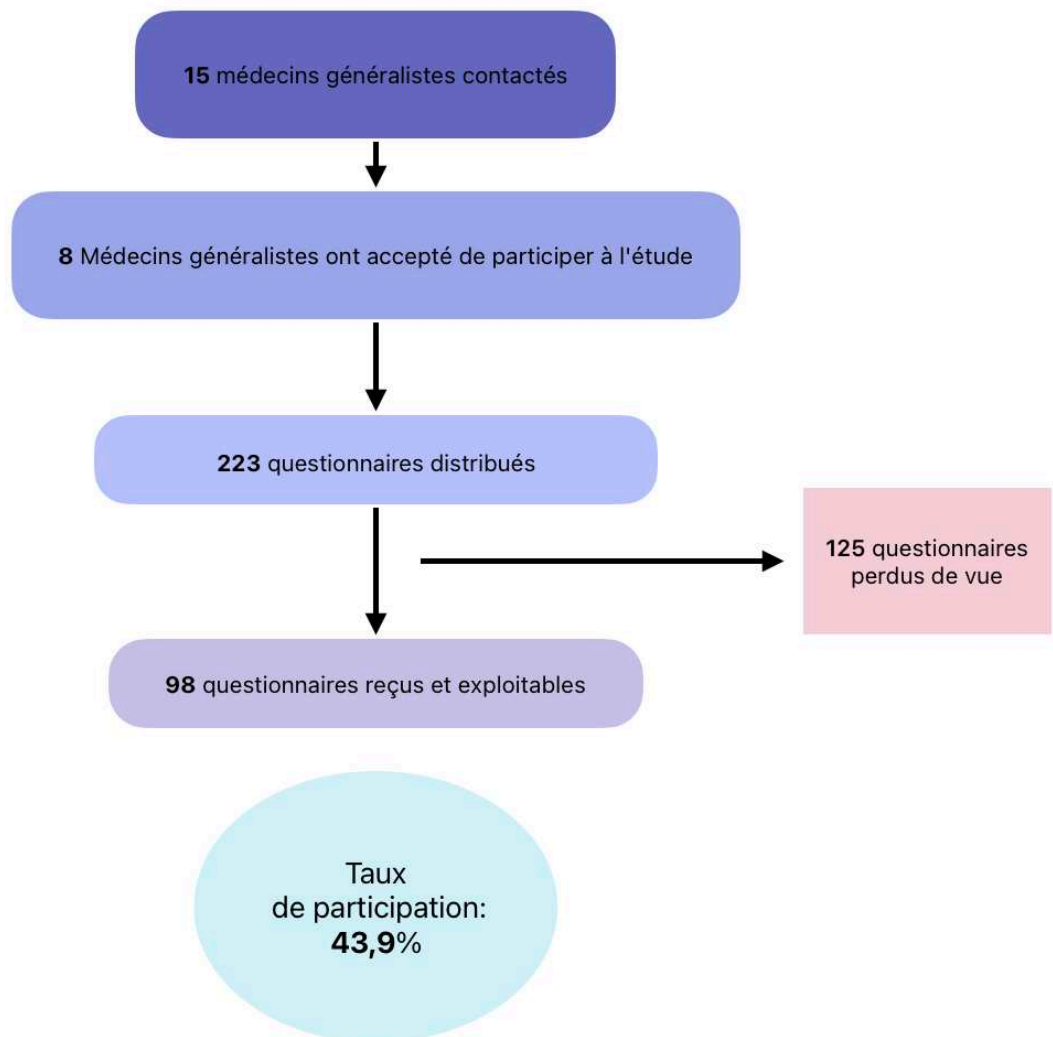 15 médecins généralistes contactés
8 Médecins généralistes ont accepté de participer à l'étude
223 questionnaires distribués
125 questionnaires
perdus de vue
98 questionnaires reçus et exploitables
Taux
de participation:
43,9%